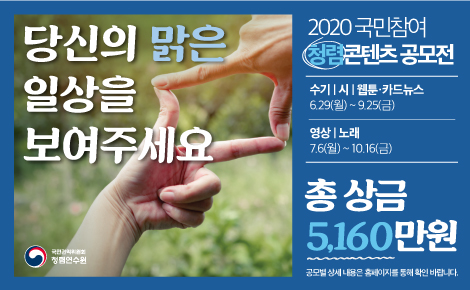 당신의 맑은
일상을
보여주세요
국민권익위원회
청렴연수원
2020 국민참여
청렴콘텐츠 공모전
수기 | 시 | 웹툰·카드뉴스
6.29(월) ~ 9.25(금)
영상 | 노래
7.6(월) ~ 10.16(금)
총 상금
5,160만원
공모별 상세 내용은 홈페이지를 통해 확인 바랍니다.